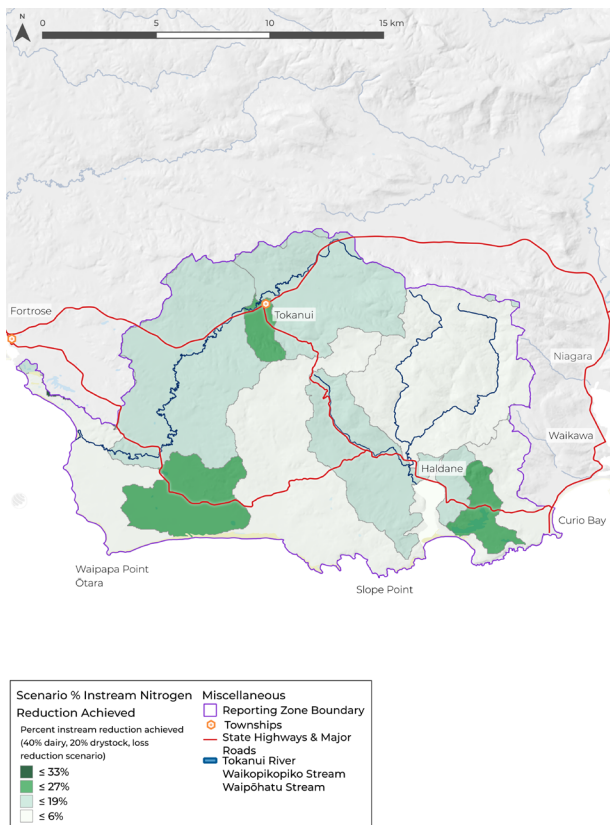 N
0 5 10 15 km
Fortrose
Tokanui
Niagara
Waikawa
Haldane
Curio Bay
Waipapa Point
Ōtara
Slope Point
Scenario % Instream Nitrogen
Reduction Achieved
Percent instream reduction achieved
(40% dairy, 20% drystock, loss
reduction scenario)
≤ 33%
≤ 27%
≤ 19%
≤ 6%
Miscellaneous
Reporting Zone Boundary
Townships
State Highways & Major
Roads
Tokanui River
Waikopikopiko Stream
Waipōhatu Stream